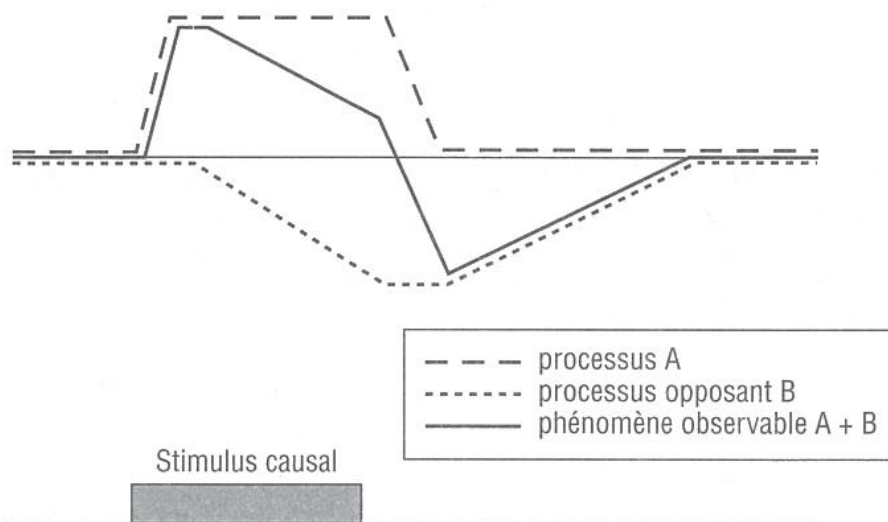 processus A
processus opposant B
phénomène observable A + B
Stimulus causal